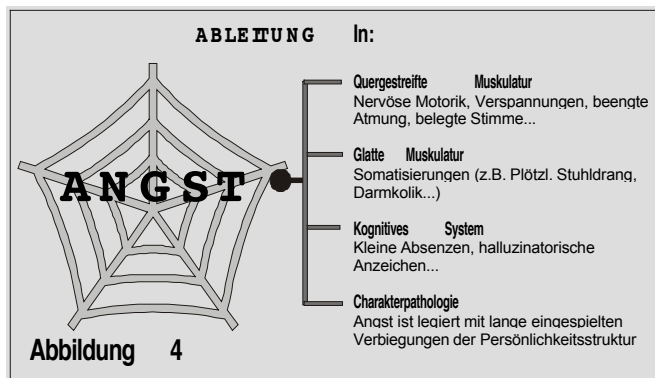 ABLEITUNG In:
Quergestreifte Muskulatur
Nervöse Motorik, Verspannungen, beengte
Atmung, belegte Stimme...
Glatte Muskulatur
Somatisierungen (z.B. Plötzl. Stuhldrang,
Darmkolik...)
ANGST
Kognitives System
Kleine Absenzen, halluzinatorische
Anzeichen...
Charakterpathologie
Angst ist legiert mit lange eingespielten
Verbiegungen der Persönlichkeitsstruktur
Abbildung 4